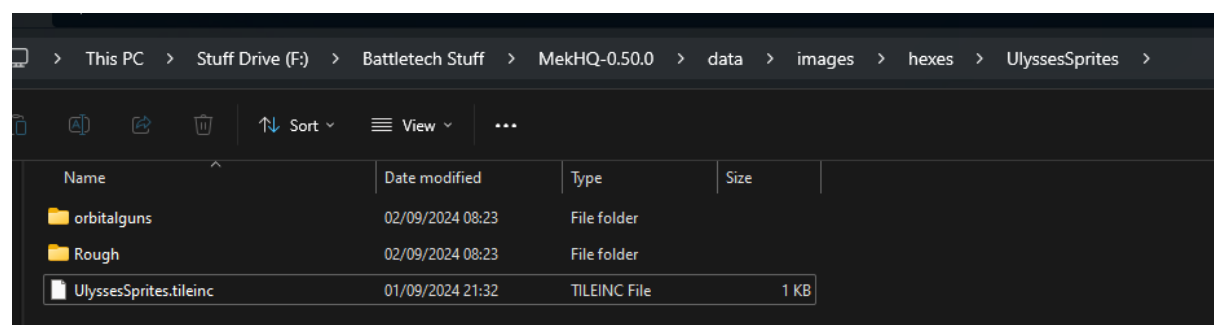 This PC > Stuff Drive (F:) > Battletech Stuff > MekHQ-0.50.0 > data > images > hexes > UlyssesSprites >
Sort View ...
Name Date modified Type Size
orbitalguns 02/09/2024 08:23 File folder
Rough 02/09/2024 08:23 File folder
UlyssesSprites.tileinc 01/09/2024 21:32 TILEINC File 1 KB